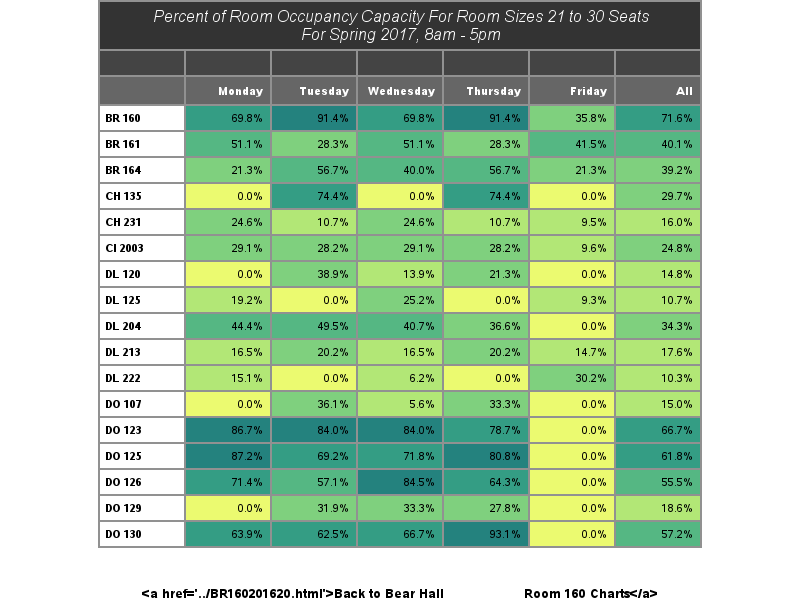 Percent of Room Occupancy Capacity For Room Sizes 21 to 30 Seats
For Spring 2017, 8am - 5pm
Monday Tuesday Wednesday Thursday Friday All
BR 160 69.8% 91.4% 69.8% 91.4% 35.8% 71.6%
BR 161 51.1% 28.3% 51.1% 28.3% 41.5% 40.1%
BR 164 21.3% 56.7% 40.0% 56.7% 21.3% 39.2%
CH 135 0.0% 74.4% 0.0% 74.4% 0.0% 29.7%
CH 231 24.6% 10.7% 24.6% 10.7% 9.5% 16.0%
CI 2003 29.1% 28.2% 29.1% 28.2% 9.6% 24.8%
DL 120 0.0% 38.9% 13.9% 21.3% 0.0% 14.8%
DL 125 19.2% 0.0% 25.2% 0.0% 9.3% 10.7%
DL 204 44.4% 49.5% 40.7% 36.6% 0.0% 34.3%
DL 213 16.5% 20.2% 16.5% 20.2% 14.7% 17.6%
DL 222 15.1% 0.0% 6.2% 0.0% 30.2% 10.3%
DO 107 0.0% 36.1% 5.6% 33.3% 0.0% 15.0%
DO 123 86.7% 84.0% 84.0% 78.7% 0.0% 66.7%
DO 125 87.2% 69.2% 71.8% 80.8% 0.0% 61.8%
DO 126 71.4% 57.1% 84.5% 64.3% 0.0% 55.5%
DO 129 0.0% 31.9% 33.3% 27.8% 0.0% 18.6%
DO 130 63.9% 62.5% 66.7% 93.1% 0.0% 57.2%
<a href='../BR160201620.html'>Back to Bear Hall Room 160 Charts</a>